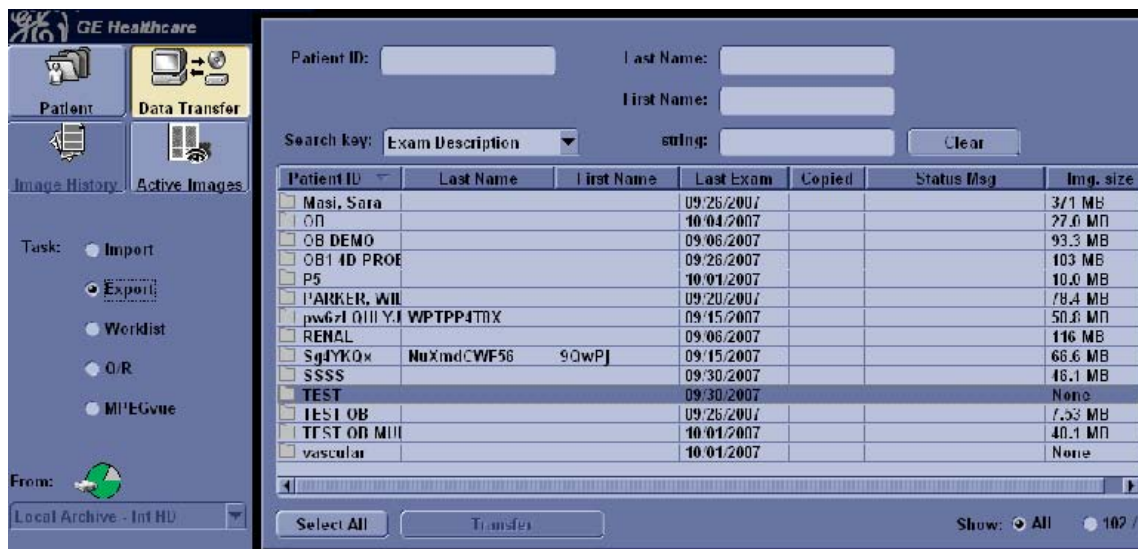 GE Healthcare
Patient
Data Transfer
Image History
Active Images
Task:
Import
Export
Worklist
Q/R
MPEGvue
From:
Local Archive - Int HD
Patient ID:
Last Name:
First Name:
Search key: Exam Description string: Clear
Patient ID Last Name First Name Last Exam Copied Status Msg Img. size
Masi, Sara 09/26/2007 371 MB
OB 10/04/2007 27.0 MB
OB DEMO 09/06/2007 93.3 MB
OB1 4D PROB 09/26/2007 103 MB
P5 10/01/2007 10.0 MB
PARKER, WIL 09/20/2007 78.4 MB
WPTPP4T8X 09/15/2007 50.8 MB
RENAL 09/06/2007 116 MB
Sg4YKQx NuXmdCWF56 9QwPJ 09/15/2007 66.6 MB
SSSS 09/30/2007 46.1 MB
TEST 09/30/2007 None
TEST OB 09/26/2007 7.53 MB
TEST OB MUL 10/01/2007 40.1 MB
vascular 10/01/2007 None
Select All Transfer Show: All 102 /